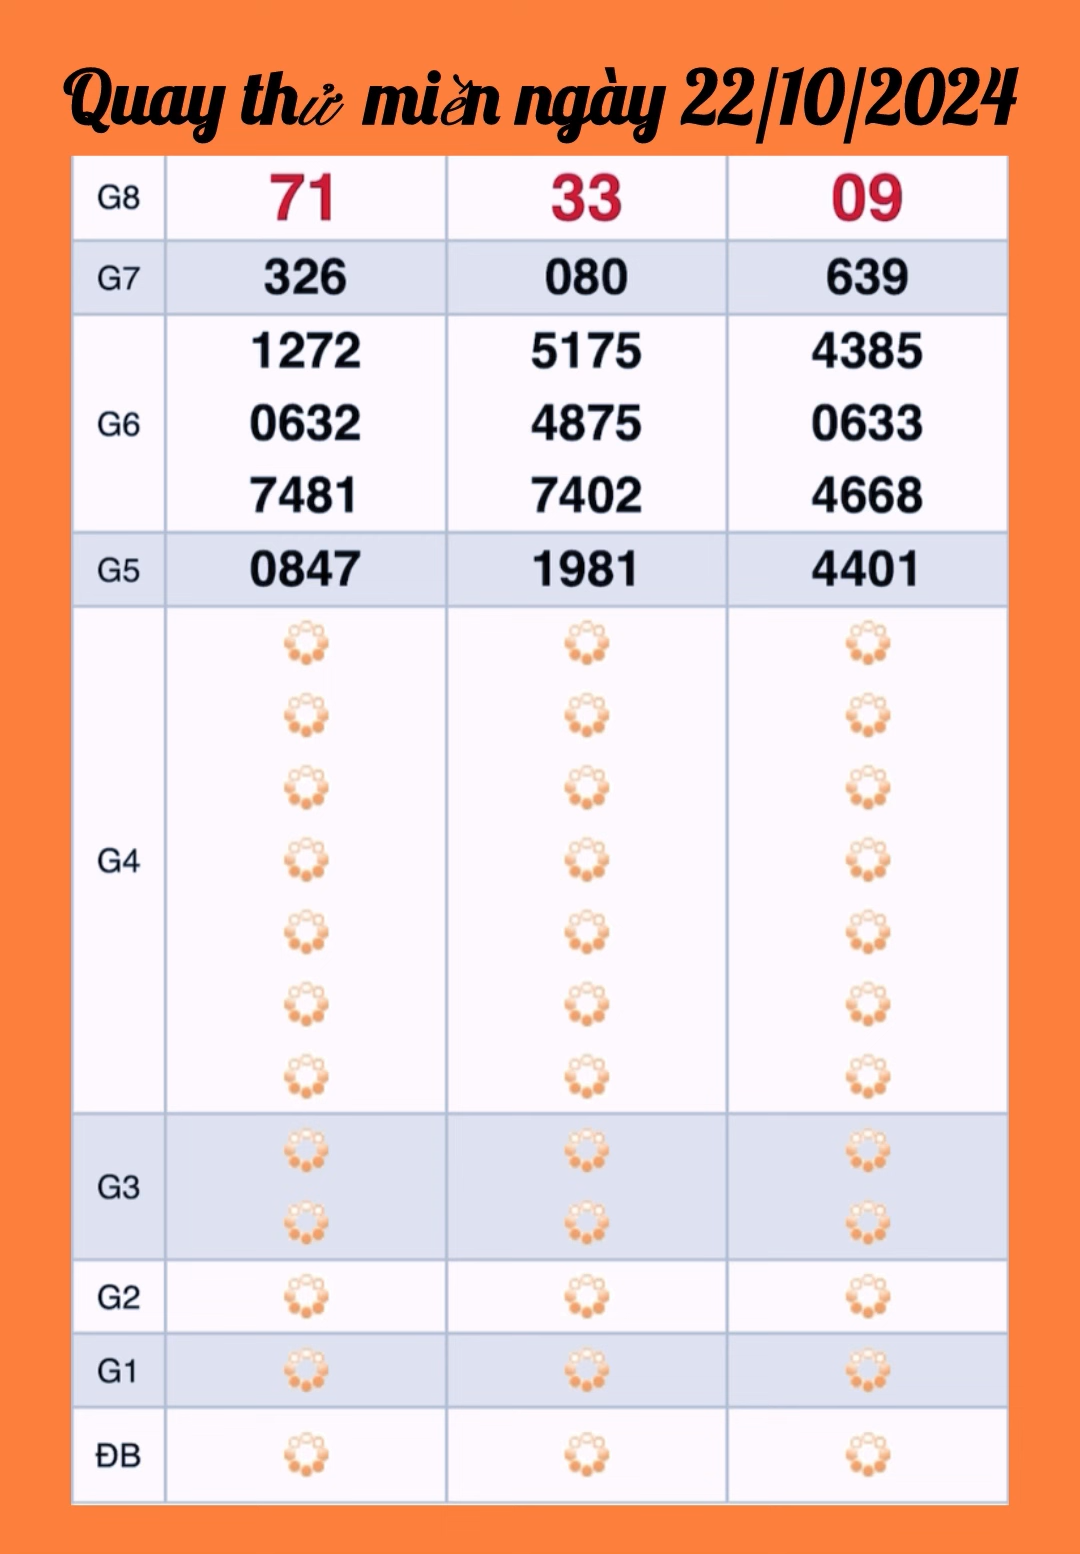 Quay thử miền ngày 22/10/2024
G8 71 33 09
G7 326 080 639
1272 5175 4385
G6 0632 4875 0633
7481 7402 4668
G5 0847 1981 4401
G4
G3
G2
G1
ĐB